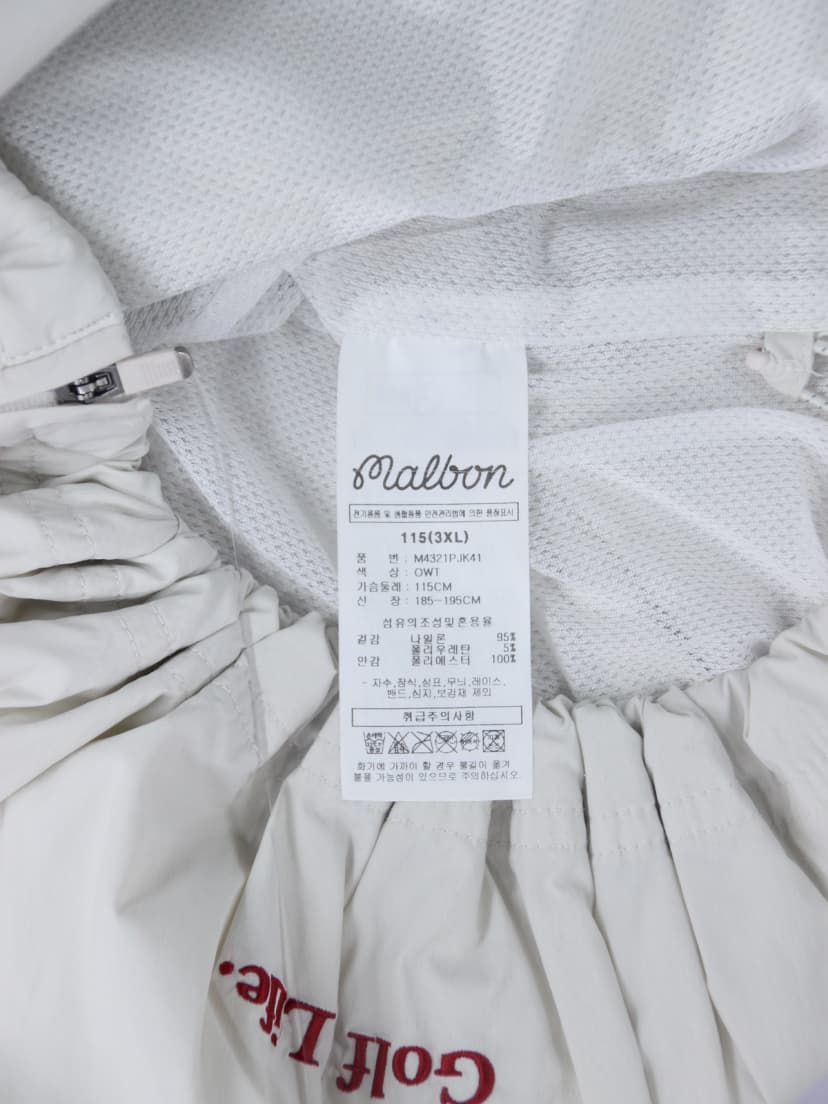 Malbon
전기용품 및 생활용품 안전관리법에 의한 품질표시
115(3XL)
품 번 : M4321PJK41
색 상 : OWT
가슴둘레 : 115CM
신 장 : 185~195CM
섬유의조성및혼용율
겉감 나일론 95%
폴리우레탄 5%
안감 폴리에스터 100%
- 자수,장식,상표,무늬,레이스,
밴드,심지,보강재 제외
취급주의사항
화기에 가까이 할 경우 불길이 옮겨
붙을 가능성이 있으므로 주의하십시오.
Golf Life.